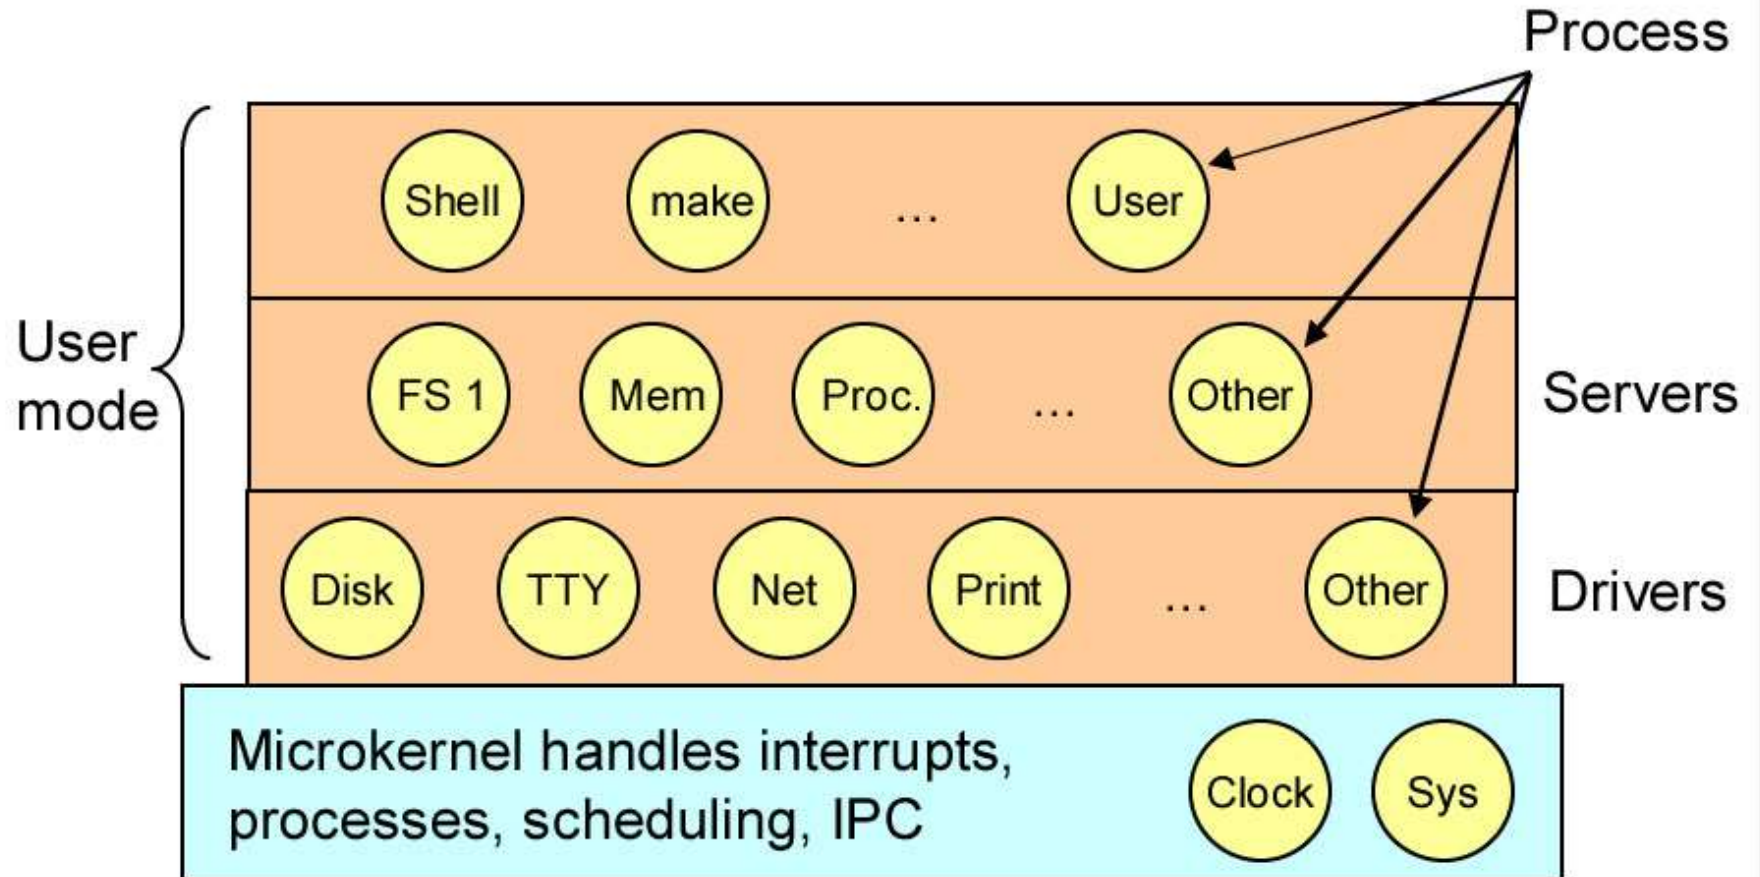 Process
Shell make ... User
User
mode
FS 1 Mem Proc. ... Other
Servers
Disk TTY Net Print ... Other
Drivers
Microkernel handles interrupts,
processes, scheduling, IPC
Clock Sys